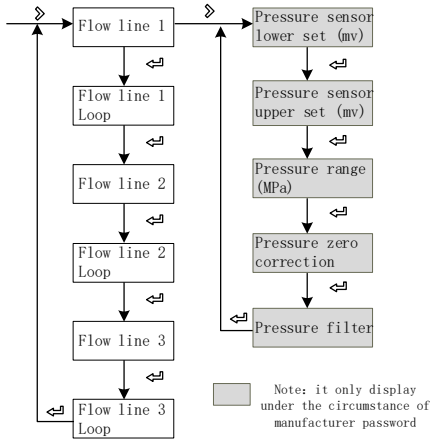 Flow line 1
Flow line 1
Loop
Flow line 2
Flow line 2
Loop
Flow line 3
Flow line 3
Loop
Pressure sensor
lower set (mv)
Pressure sensor
upper set (mv)
Pressure range
(MPa)
Pressure zero
correction
Pressure filter
Note: it only display
under the circumstance of
manufacturer password